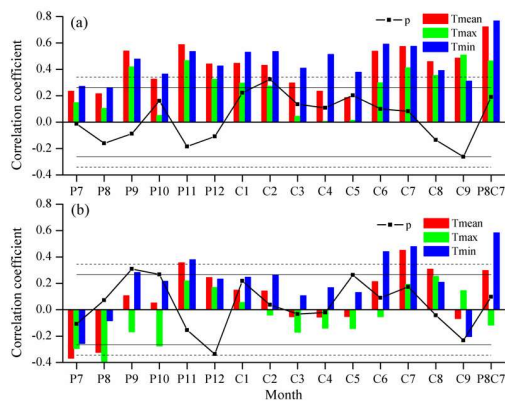 (a)
p
Tmean
Tmax
Tmin
Correlation coefficient
0.8
0.6
0.4
0.2
0.0
-0.2
-0.4
P7 P8 P9 P10 P11 P12 C1 C2 C3 C4 C5 C6 C7 C8 C9 P8C7
(b)
p
Tmean
Tmax
Tmin
Correlation coefficient
0.8
0.6
0.4
0.2
0.0
-0.2
-0.4
P7 P8 P9 P10 P11 P12 C1 C2 C3 C4 C5 C6 C7 C8 C9 P8C7
Month